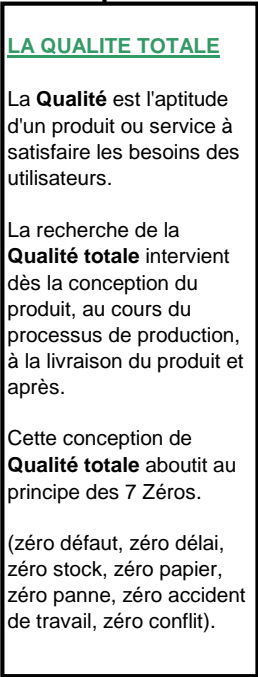 LA QUALITE TOTALE
La Qualité est l'aptitude
d'un produit ou service à
satisfaire les besoins des
utilisateurs.
La recherche de la
Qualité totale intervient
dès la conception du
produit, au cours du
processus de production,
à la livraison du produit et
après.
Cette conception de
Qualité totale aboutit au
principe des 7 Zéros.
(zéro défaut, zéro délai,
zéro stock, zéro papier,
zéro panne, zéro accident
de travail, zéro conflit).